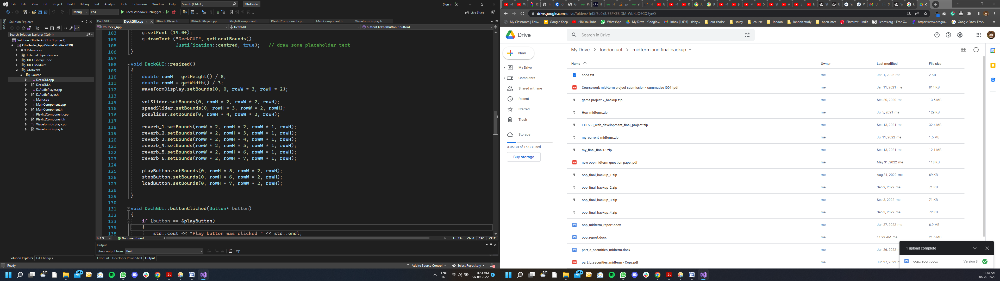 File Edit View Git Project Build Debug Test Analyze Tools Extensions Window Help Search (Ctrl+Q) OtoDecks Sign in
Debug x64 Local Windows Debugger Live Share
Toolbox
Solution Explorer
Search Solution Explorer (Ctrl+;)
Solution 'OtoDecks' (1 of 1 project)
OtoDecks_App (Visual Studio 2019)
References
External Dependencies
JUCE Library Code
JUCE Modules
OtoDecks
Source
DeckGUI.cpp
DeckGUI.h
DJAudioPlayer.cpp
DJAudioPlayer.h
Main.cpp
MainComponent.cpp
MainComponent.h
PlaylistComponent.cpp
PlaylistComponent.h
WaveformDisplay.cpp
WaveformDisplay.h
Solution Explorer Git Changes
DeckGUI.h DeckGUI.cpp DJAudioPlayer.h DJAudioPlayer.cpp PlaylistComponent.h PlaylistComponent.cpp MainComponent.h WaveformDisplay.h
OtoDecks_App DeckGUI buttonClicked(Button * button)
103 g.setFont (14.0f);
104 g.drawText ("DeckGUI", getLocalBounds(),
105 Justification::centred, true); // draw some placeholder text
106 }
107
108 void DeckGUI::resized()
109 {
110 double rowH = getHeight() / 8;
111 double rowW = getWidth() / 3;
112 waveformDisplay.setBounds(0, 0, rowW * 3, rowH * 2);
113
114 volSlider.setBounds(0, rowH * 2, rowW * 2, rowH);
115 speedSlider.setBounds(0, rowH * 3, rowW * 2, rowH);
116 posSlider.setBounds(0, rowH * 4, rowW * 2, rowH);
117
118 reverb_1.setBounds(rowW * 2, rowH * 2, rowW * 1, rowH);
119 reverb_2.setBounds(rowW * 2, rowH * 3, rowW * 1, rowH);
120 reverb_3.setBounds(rowW * 2, rowH * 4, rowW * 1, rowH);
121 reverb_4.setBounds(rowW * 2, rowH * 5, rowW * 1, rowH);
122 reverb_5.setBounds(rowW * 2, rowH * 6, rowW * 1, rowH);
123 reverb_6.setBounds(rowW * 2, rowH * 7, rowW * 1, rowH);
124
125 playButton.setBounds(0, rowH * 5, rowW * 2, rowH);
126 stopButton.setBounds(0, rowH * 6, rowW * 2, rowH);
127 loadButton.setBounds(0, rowH * 7, rowW * 2, rowH);
128
129 }
130
131 void DeckGUI::buttonClicked(Button* button)
132 {
133 if (button == &playButton)
134 {
135 std::cout << "Play button was clicked " << std::endl;
142 % No issues found Ln: 134 Ch: 6 SPC CRLF
Output
Show output from: Build
Error List Developer PowerShell Output
Ready Add to Source Control Select Repository 1
24° 99+ ENG IN 11:43 AM 05-09-2022 6
drive.google.com/drive/folders/1nKtf6u0k8J88PKEBIDM_WbKdO6CQ8ynO
My Classroom | Edu... Google Keep (58) YouTube WhatsApp My Drive - Google... Inbox (1,694) - rishy... our choice study course london london study open later Pinterest - India lichess.org • Free O... https://www.progra... Google Docs: Free... »
Drive Search in Drive
New
My Drive
Computers
Shared with me
Recent
Starred
Trash
Storage
3.05 GB of 15 GB used
Buy storage
My Drive > london uol > midterm and final backup
Name Owner Last modified File size
code.txt me Jan 1, 2022 me 2 KB
Coursework mid-term project submission - summative [001].pdf me Jan 11, 2021 me 814 KB
game project 7_backup.zip me Sep 20, 2020 me 13.5 MB
Hcw midterm.zip me Jul 5, 2021 me 129 KB
LX1560_web_development_final_project.zip me Sep 13, 2021 me 32.4 MB
my_current_midterm.zip me Jul 11, 2022 me 1.5 MB
my_final_final15.zip me Sep 13, 2021 me 12.1 MB
new oop midterm question paper.pdf me May 31, 2022 me 118 KB
oop_final_backup_1.zip me Aug 31, 2022 me 69 KB
oop_final_backup_2.zip me Sep 2, 2022 me 71 KB
oop_final_backup_3.zip me Sep 3, 2022 me 71 KB
oop_final_backup_4.zip me Sep 3, 2022 me 72 KB
oop_midterm_report.docx me Jun 27, 2022 me 6.9 MB
oop_report.docx me 11:29 AM me 21.6 MB
part_a_securities_midterm.docx me Jun 26, 2022
part_b_securities_midterm - Copy.pdf me Jun 27, 2022
1 upload complete
oop_report.docx Version 3
24° 99+ 11:43 AM 05-09-2022